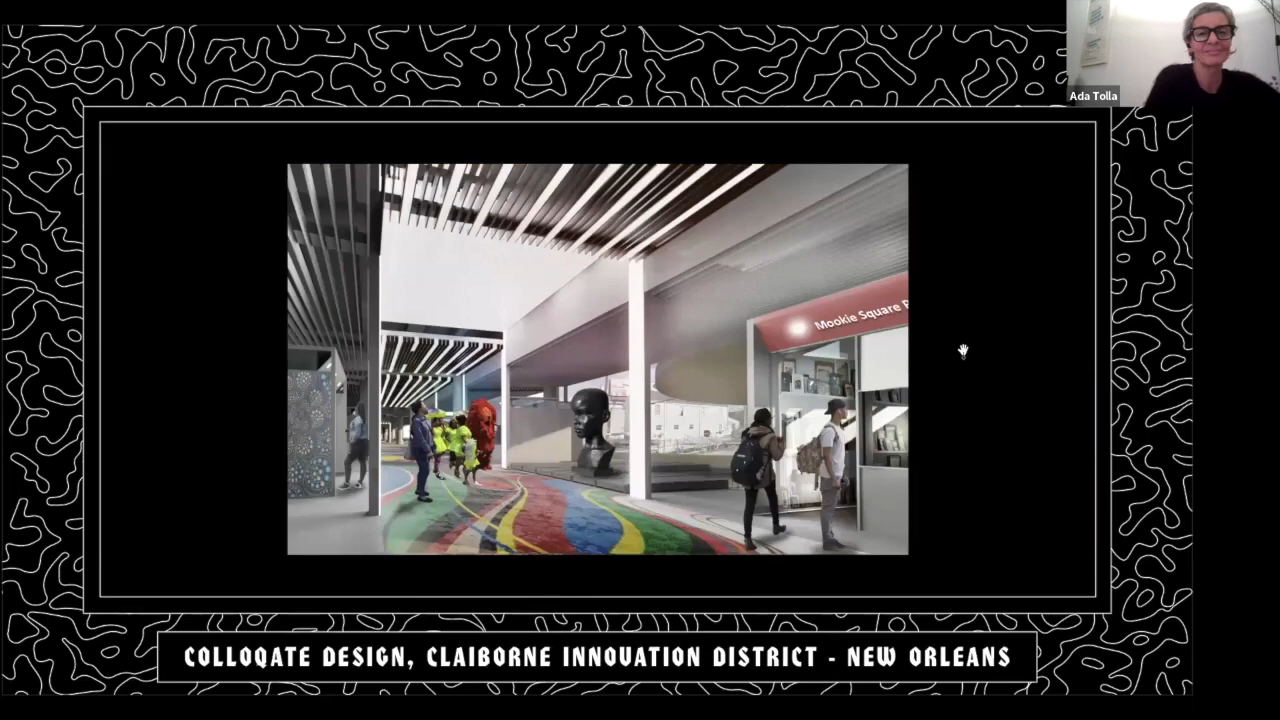 Ada Tolla
Mookie Square
COLLOQATE DESIGN, CLAIBORNE INNOVATION DISTRICT - NEW ORLEANS